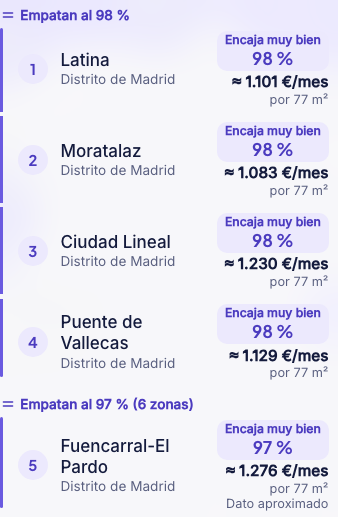 = Empatan al 98 %
1
Latina
Distrito de Madrid
Encaja muy bien
98 %
≈ 1.101 €/mes
por 77 m²
2
Moratalaz
Distrito de Madrid
Encaja muy bien
98 %
≈ 1.083 €/mes
por 77 m²
3
Ciudad Lineal
Distrito de Madrid
Encaja muy bien
98 %
≈ 1.230 €/mes
por 77 m²
4
Puente de
Vallecas
Distrito de Madrid
Encaja muy bien
98 %
≈ 1.129 €/mes
por 77 m²
= Empatan al 97 % (6 zonas)
5
Fuencarral-El
Pardo
Distrito de Madrid
Encaja muy bien
97 %
≈ 1.276 €/mes
por 77 m²
Dato aproximado